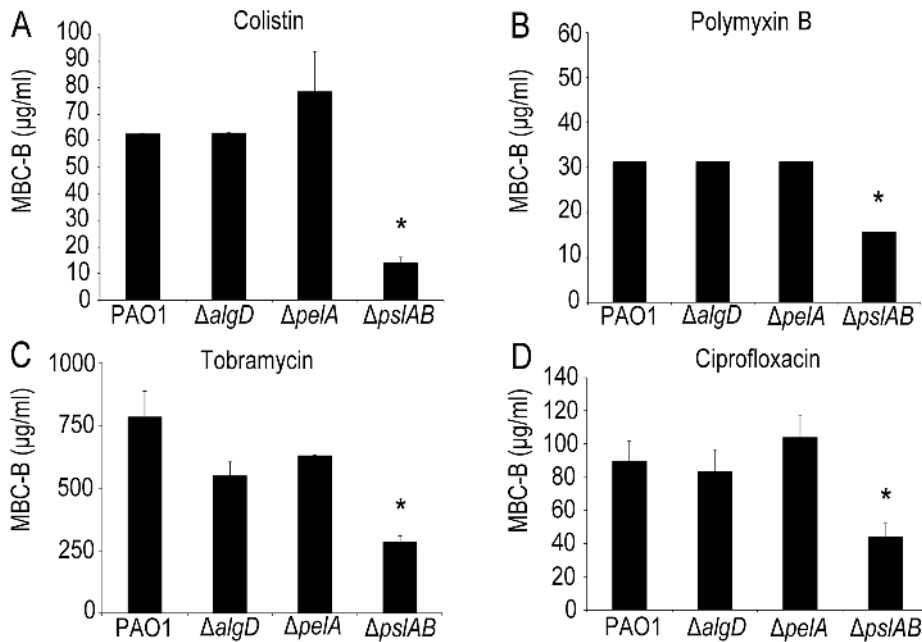 A
Colistin
MBC-B (µg/ml)
100
90
80
70
60
50
40
30
20
10
0
*
PAO1 ΔalgD ΔpelA ΔpslAB
B
Polymyxin B
MBC-B (µg/ml)
60
50
40
30
20
10
0
*
PAO1 ΔalgD ΔpelA ΔpslAB
C
Tobramycin
MBC-B (µg/ml)
1000
750
500
250
0
*
PAO1 ΔalgD ΔpelA ΔpslAB
D
Ciprofloxacin
MBC-B (µg/ml)
140
120
100
80
60
40
20
0
*
PAO1 ΔalgD ΔpelA ΔpslAB